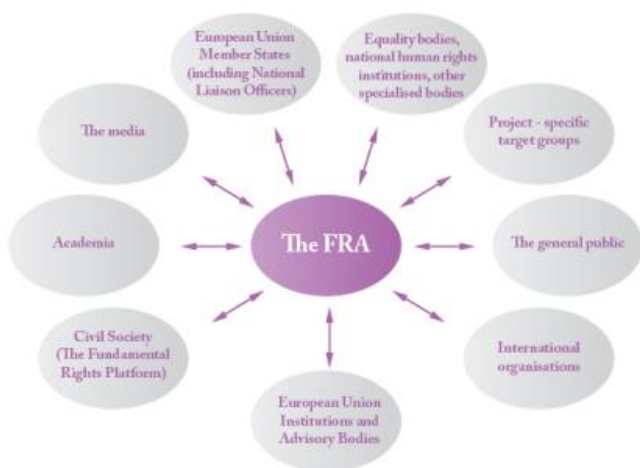 European Union
Member States
(including National
Liaison Officers)
Equality bodies,
national human rights
institutions, other
specialised bodies
The media
Project - specific
target groups
The FRA
Academia
The general public
Civil Society
(The Fundamental
Rights Platform)
International
organisations
European Union
Institutions and
Advisory Bodies